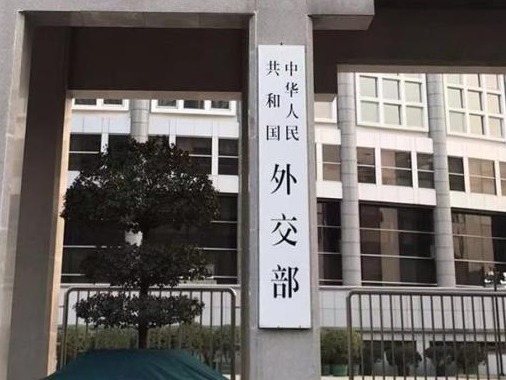 中华人民
共和国
外交部